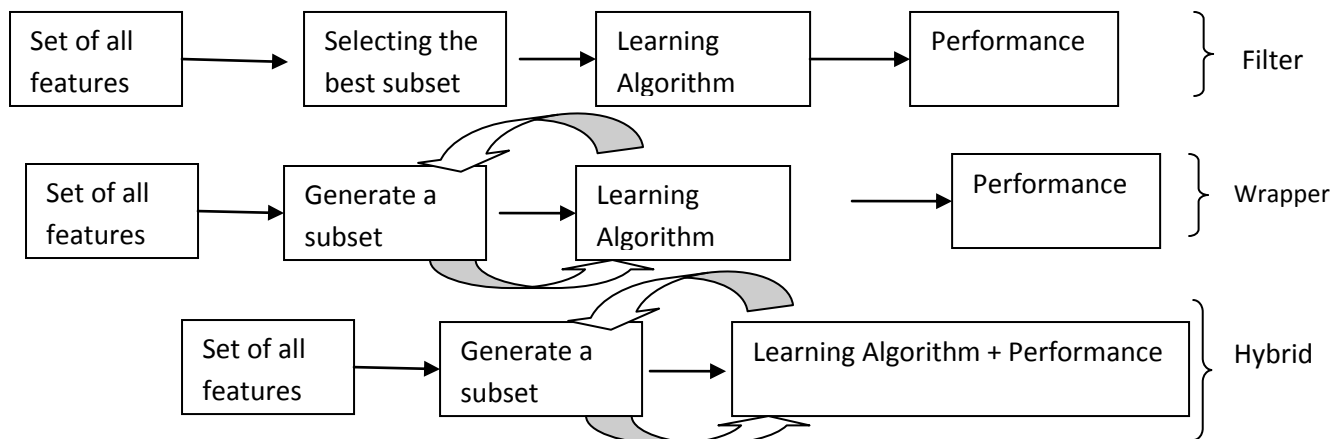 Set of all
features
Selecting the
best subset
Learning
Algorithm
Performance
Filter
Set of all
features
Generate a
subset
Learning
Algorithm
Performance
Wrapper
Set of all
features
Generate a
subset
Learning Algorithm + Performance
Hybrid